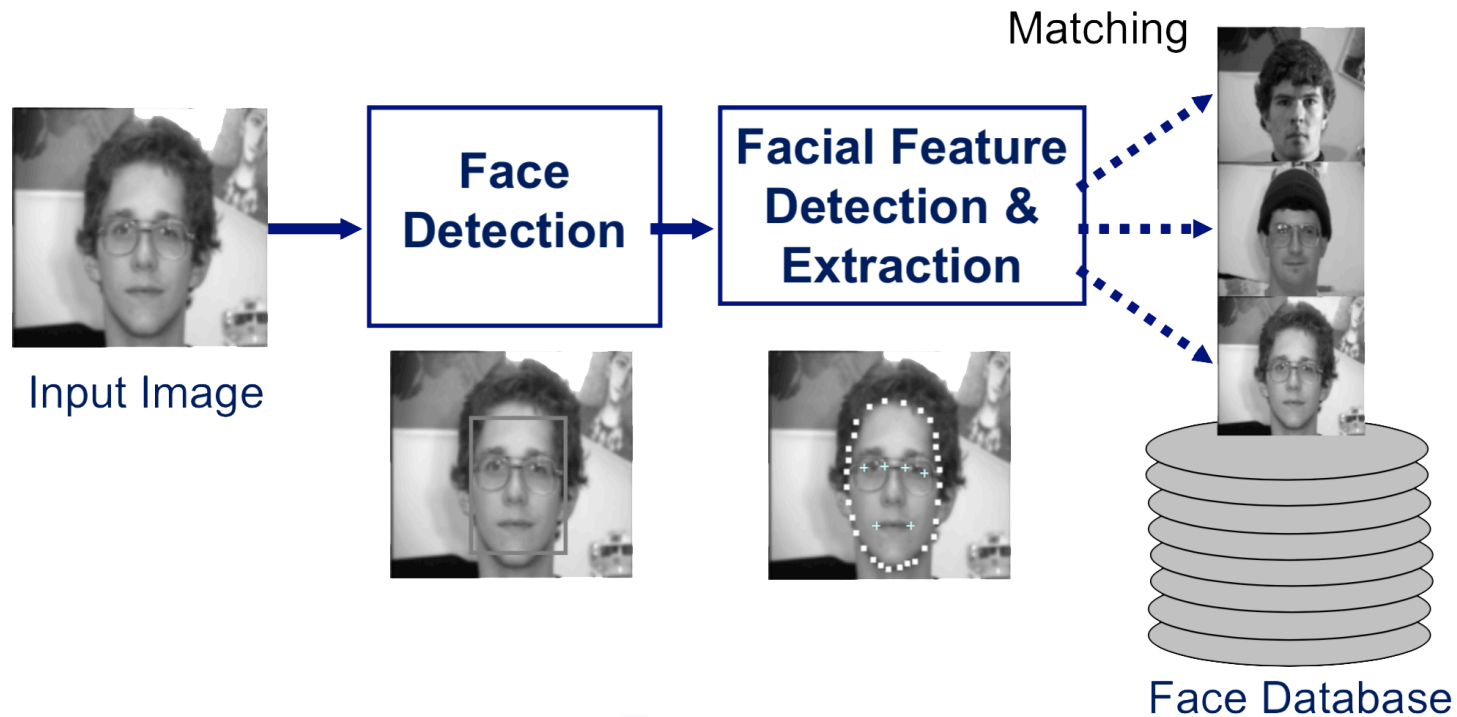 Matching
Face
Detection
Facial Feature
Detection &
Extraction
Input Image
Face Database